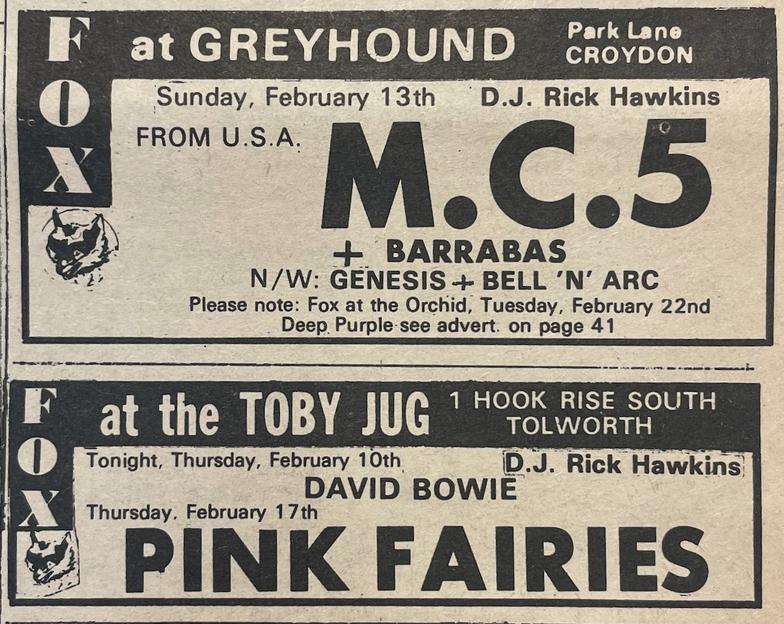 FOX
at GREYHOUND
Park Lane
CROYDON
Sunday, February 13th D.J. Rick Hawkins
FROM U.S.A.
M.C.5
+ BARRABAS
N/W: GENESIS + BELL 'N' ARC
Please note: Fox at the Orchid, Tuesday, February 22nd
Deep Purple see advert. on page 41
FOX
at the TOBY JUG
1 HOOK RISE SOUTH
TOLWORTH
Tonight, Thursday, February 10th D.J. Rick Hawkins
DAVID BOWIE
Thursday. February 17th
PINK FAIRIES